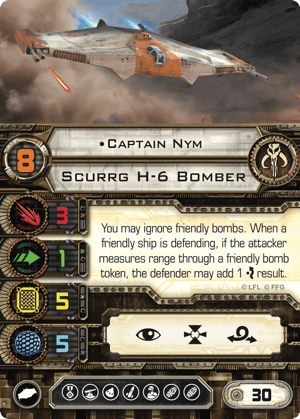 •Captain Nym
8
Scurrg H-6 Bomber
3
1
5
5
You may ignore friendly bombs. When a
friendly ship is defending, if the attacker
measures range through a friendly bomb
token, the defender may add 1 result.
©LFL ©FFG
30